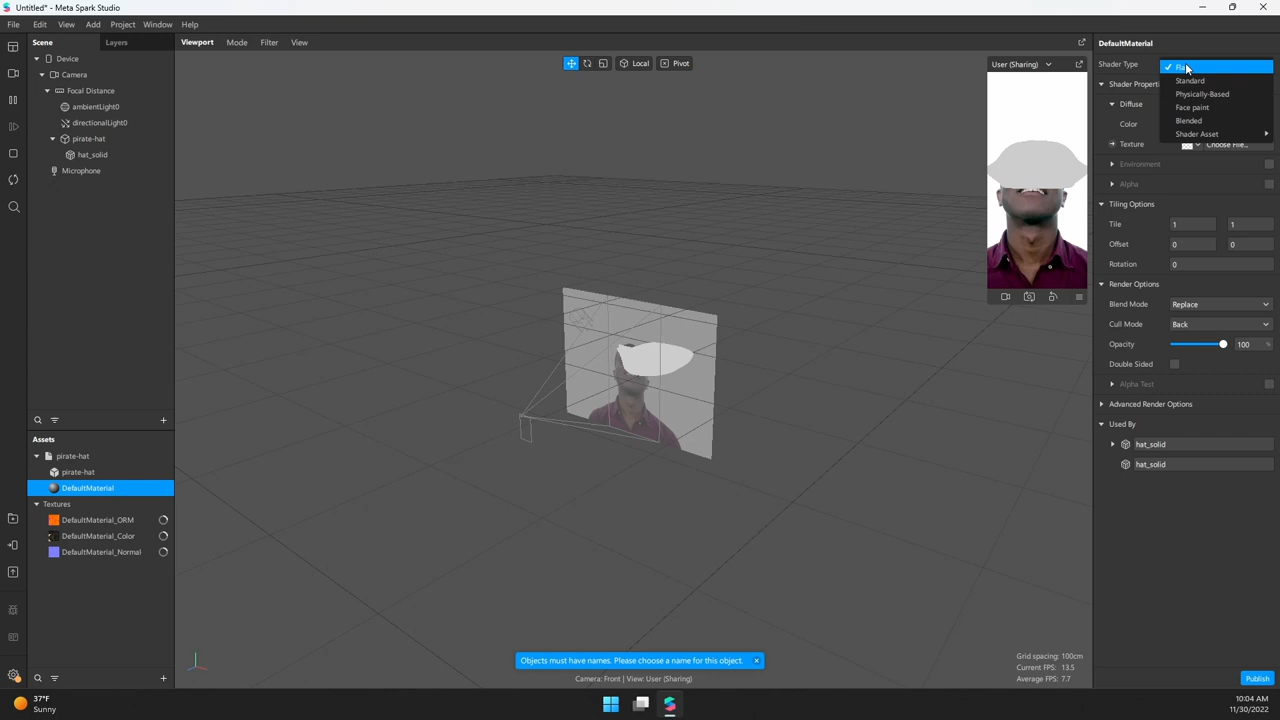 Untitled* - Meta Spark Studio
File Edit View Add Project Window Help
Scene Layers
Device
Camera
Focal Distance
ambientLight0
directionalLight0
pirate-hat
hat_solid
Microphone
Assets
pirate-hat
pirate-hat
DefaultMaterial
Textures
DefaultMaterial_ORM
DefaultMaterial_Color
DefaultMaterial_Normal
Viewport Mode Filter View
Local Pivot
User (Sharing)
Objects must have names. Please choose a name for this object.
Camera: Front | View: User (Sharing)
Grid spacing: 100cm
Current FPS: 13.5
Average FPS: 7.7
DefaultMaterial
Shader Type
Standard
Physically-Based
Face paint
Blended
Shader Asset
Diffuse
Color
Texture Choose File...
Environment
Alpha
Tiling Options
Tile 1 1
Offset 0 0
Rotation 0
Render Options
Blend Mode Replace
Cull Mode Back
Opacity 100 %
Double Sided
Alpha Test
Advanced Render Options
Used By
hat_solid
hat_solid
Publish
37°F
Sunny
10:04 AM
11/30/2022